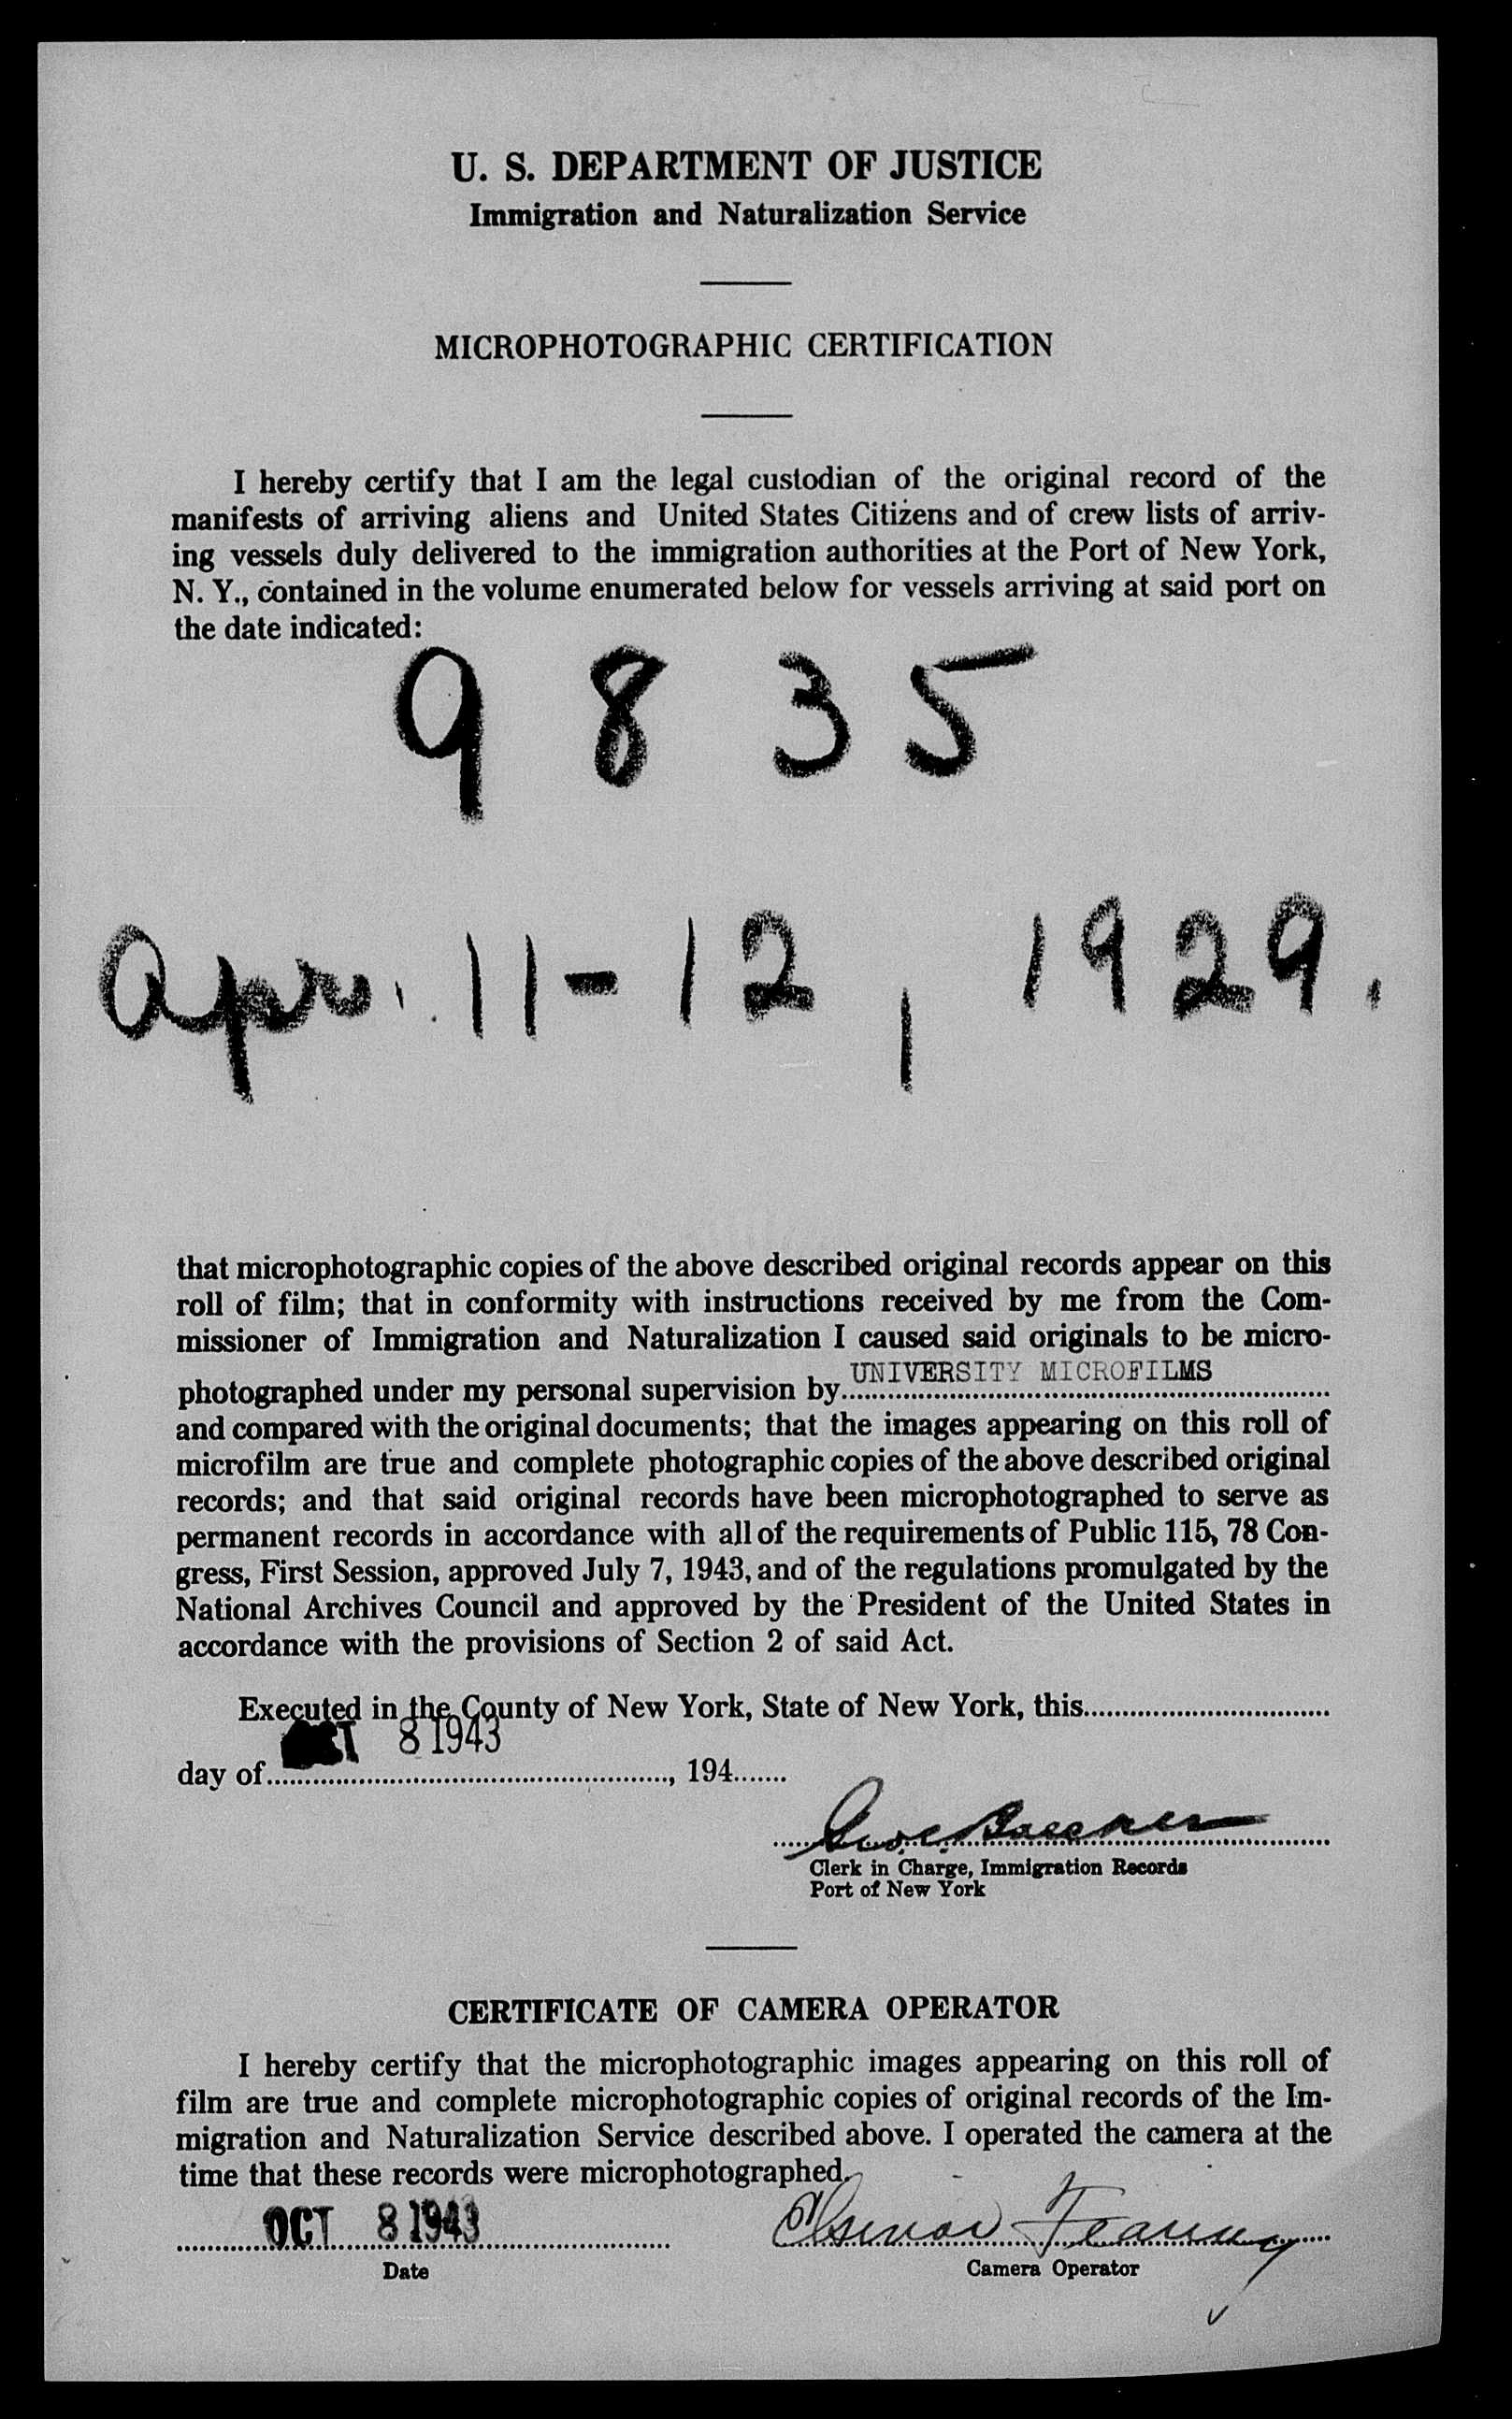 U. S. DEPARTMENT OF JUSTICE
Immigration and Naturalization Service
MICROPHOTOGRAPHIC CERTIFICATION
I hereby certify that I am the legal custodian of the original record of the
manifests of arriving aliens and United States Citizens and of crew lists of arriv-
ing vessels duly delivered to the immigration authorities at the Port of New York,
N. Y., contained in the volume enumerated below for vessels arriving at said port on
the date indicated:
9 8 3 5
Apr. 11-12, 1929.
that microphotographic copies of the above described original records appear on this
roll of film; that in conformity with instructions received by me from the Com-
missioner of Immigration and Naturalization I caused said originals to be micro-
photographed under my personal supervision by UNIVERSITY MICROFILMS
and compared with the original documents; that the images appearing on this roll of
microfilm are true and complete photographic copies of the above described original
records; and that said original records have been microphotographed to serve as
permanent records in accordance with all of the requirements of Public 115, 78 Con-
gress, First Session, approved July 7, 1943, and of the regulations promulgated by the
National Archives Council and approved by the President of the United States in
accordance with the provisions of Section 2 of said Act.
Executed in the County of New York, State of New York, this
OCT 8 1943
day of, 194
Clerk in Charge, Immigration Records
Port of New York
CERTIFICATE OF CAMERA OPERATOR
I hereby certify that the microphotographic images appearing on this roll of
film are true and complete microphotographic copies of original records of the Im-
migration and Naturalization Service described above. I operated the camera at the
time that these records were microphotographed.
OCT 8 1943
Date
Camera Operator